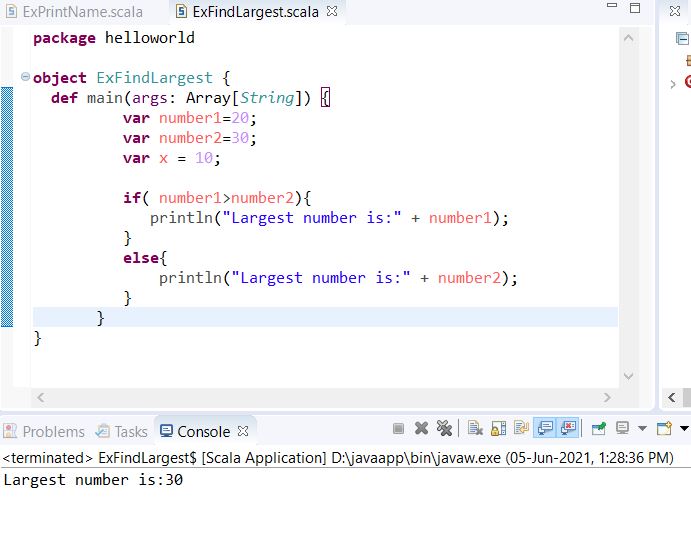 ExPrintName.scala ExFindLargest.scala
package helloworld
object ExFindLargest {
def main(args: Array[String]) {
var number1=20;
var number2=30;
var x = 10;
if( number1>number2){
println("Largest number is:" + number1);
}
else{
println("Largest number is:" + number2);
}
}
}
Problems Tasks Console
<terminated> ExFindLargest$ [Scala Application] D:\javaapp\bin\javaw.exe (05-Jun-2021, 1:28:36 PM)
Largest number is:30